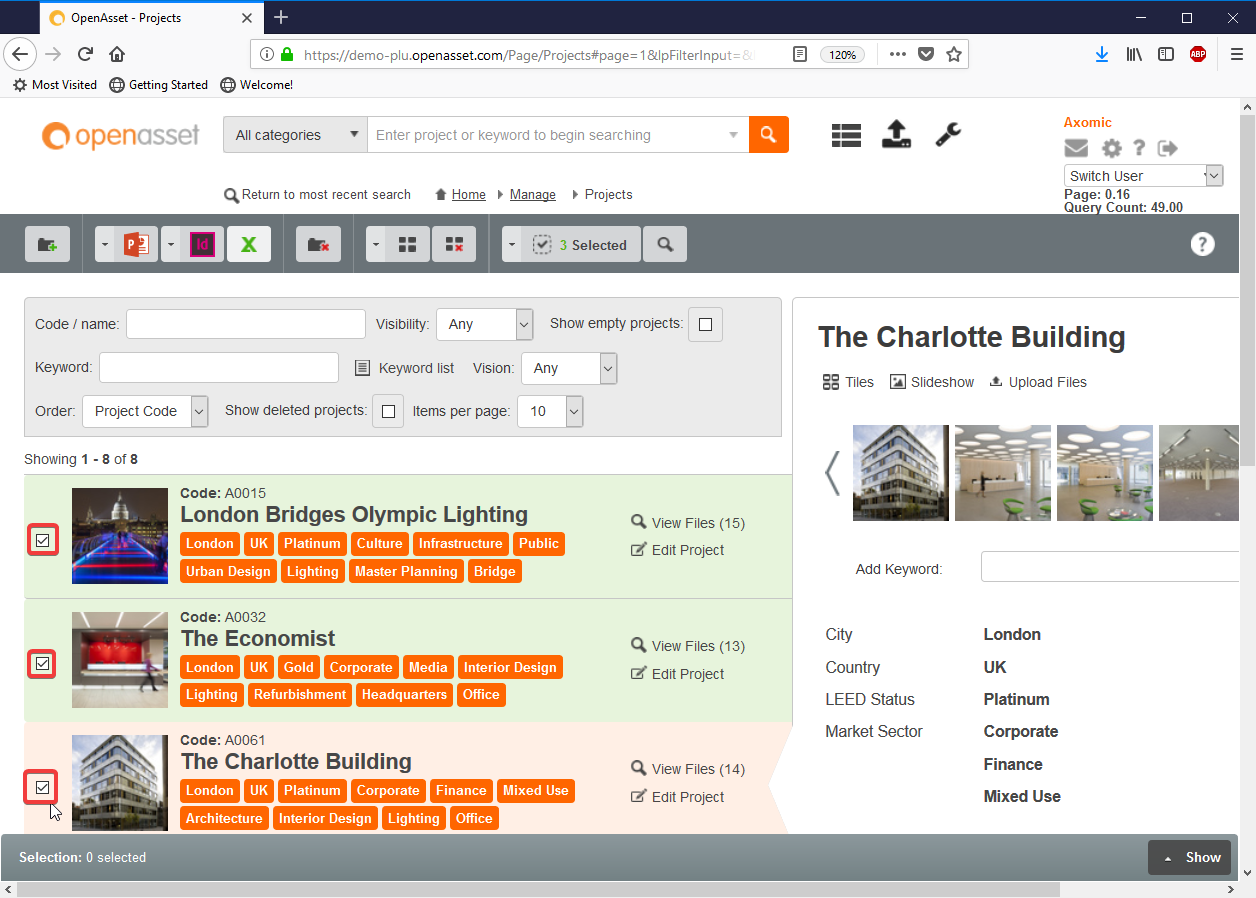 OpenAsset - Projects
https://demo-plu.openasset.com/Page/Projects#page=1&lpFilterInput=&
120%
ABP
Most Visited
Getting Started
Welcome!
openasset
All categories
Enter project or keyword to begin searching
Axomic
Switch User
Page: 0.16
Query Count: 49.00
Return to most recent search
Home
Manage
Projects
Id
X
3 Selected
?
Code / name:
Visibility: Any
Show empty projects:
Keyword:
Keyword list
Vision: Any
Order: Project Code
Show deleted projects:
Items per page: 10
Showing 1 - 8 of 8
Code: A0015
London Bridges Olympic Lighting
London UK Platinum Culture Infrastructure Public
Urban Design Lighting Master Planning Bridge
View Files (15)
Edit Project
Code: A0032
The Economist
London UK Gold Corporate Media Interior Design
Lighting Refurbishment Headquarters Office
View Files (13)
Edit Project
Code: A0061
The Charlotte Building
London UK Platinum Corporate Finance Mixed Use
Architecture Interior Design Lighting Office
View Files (14)
Edit Project
The Charlotte Building
Tiles
Slideshow
Upload Files
Add Keyword:
City London
Country UK
LEED Status Platinum
Market Sector Corporate
Finance
Mixed Use
Selection: 0 selected
Show